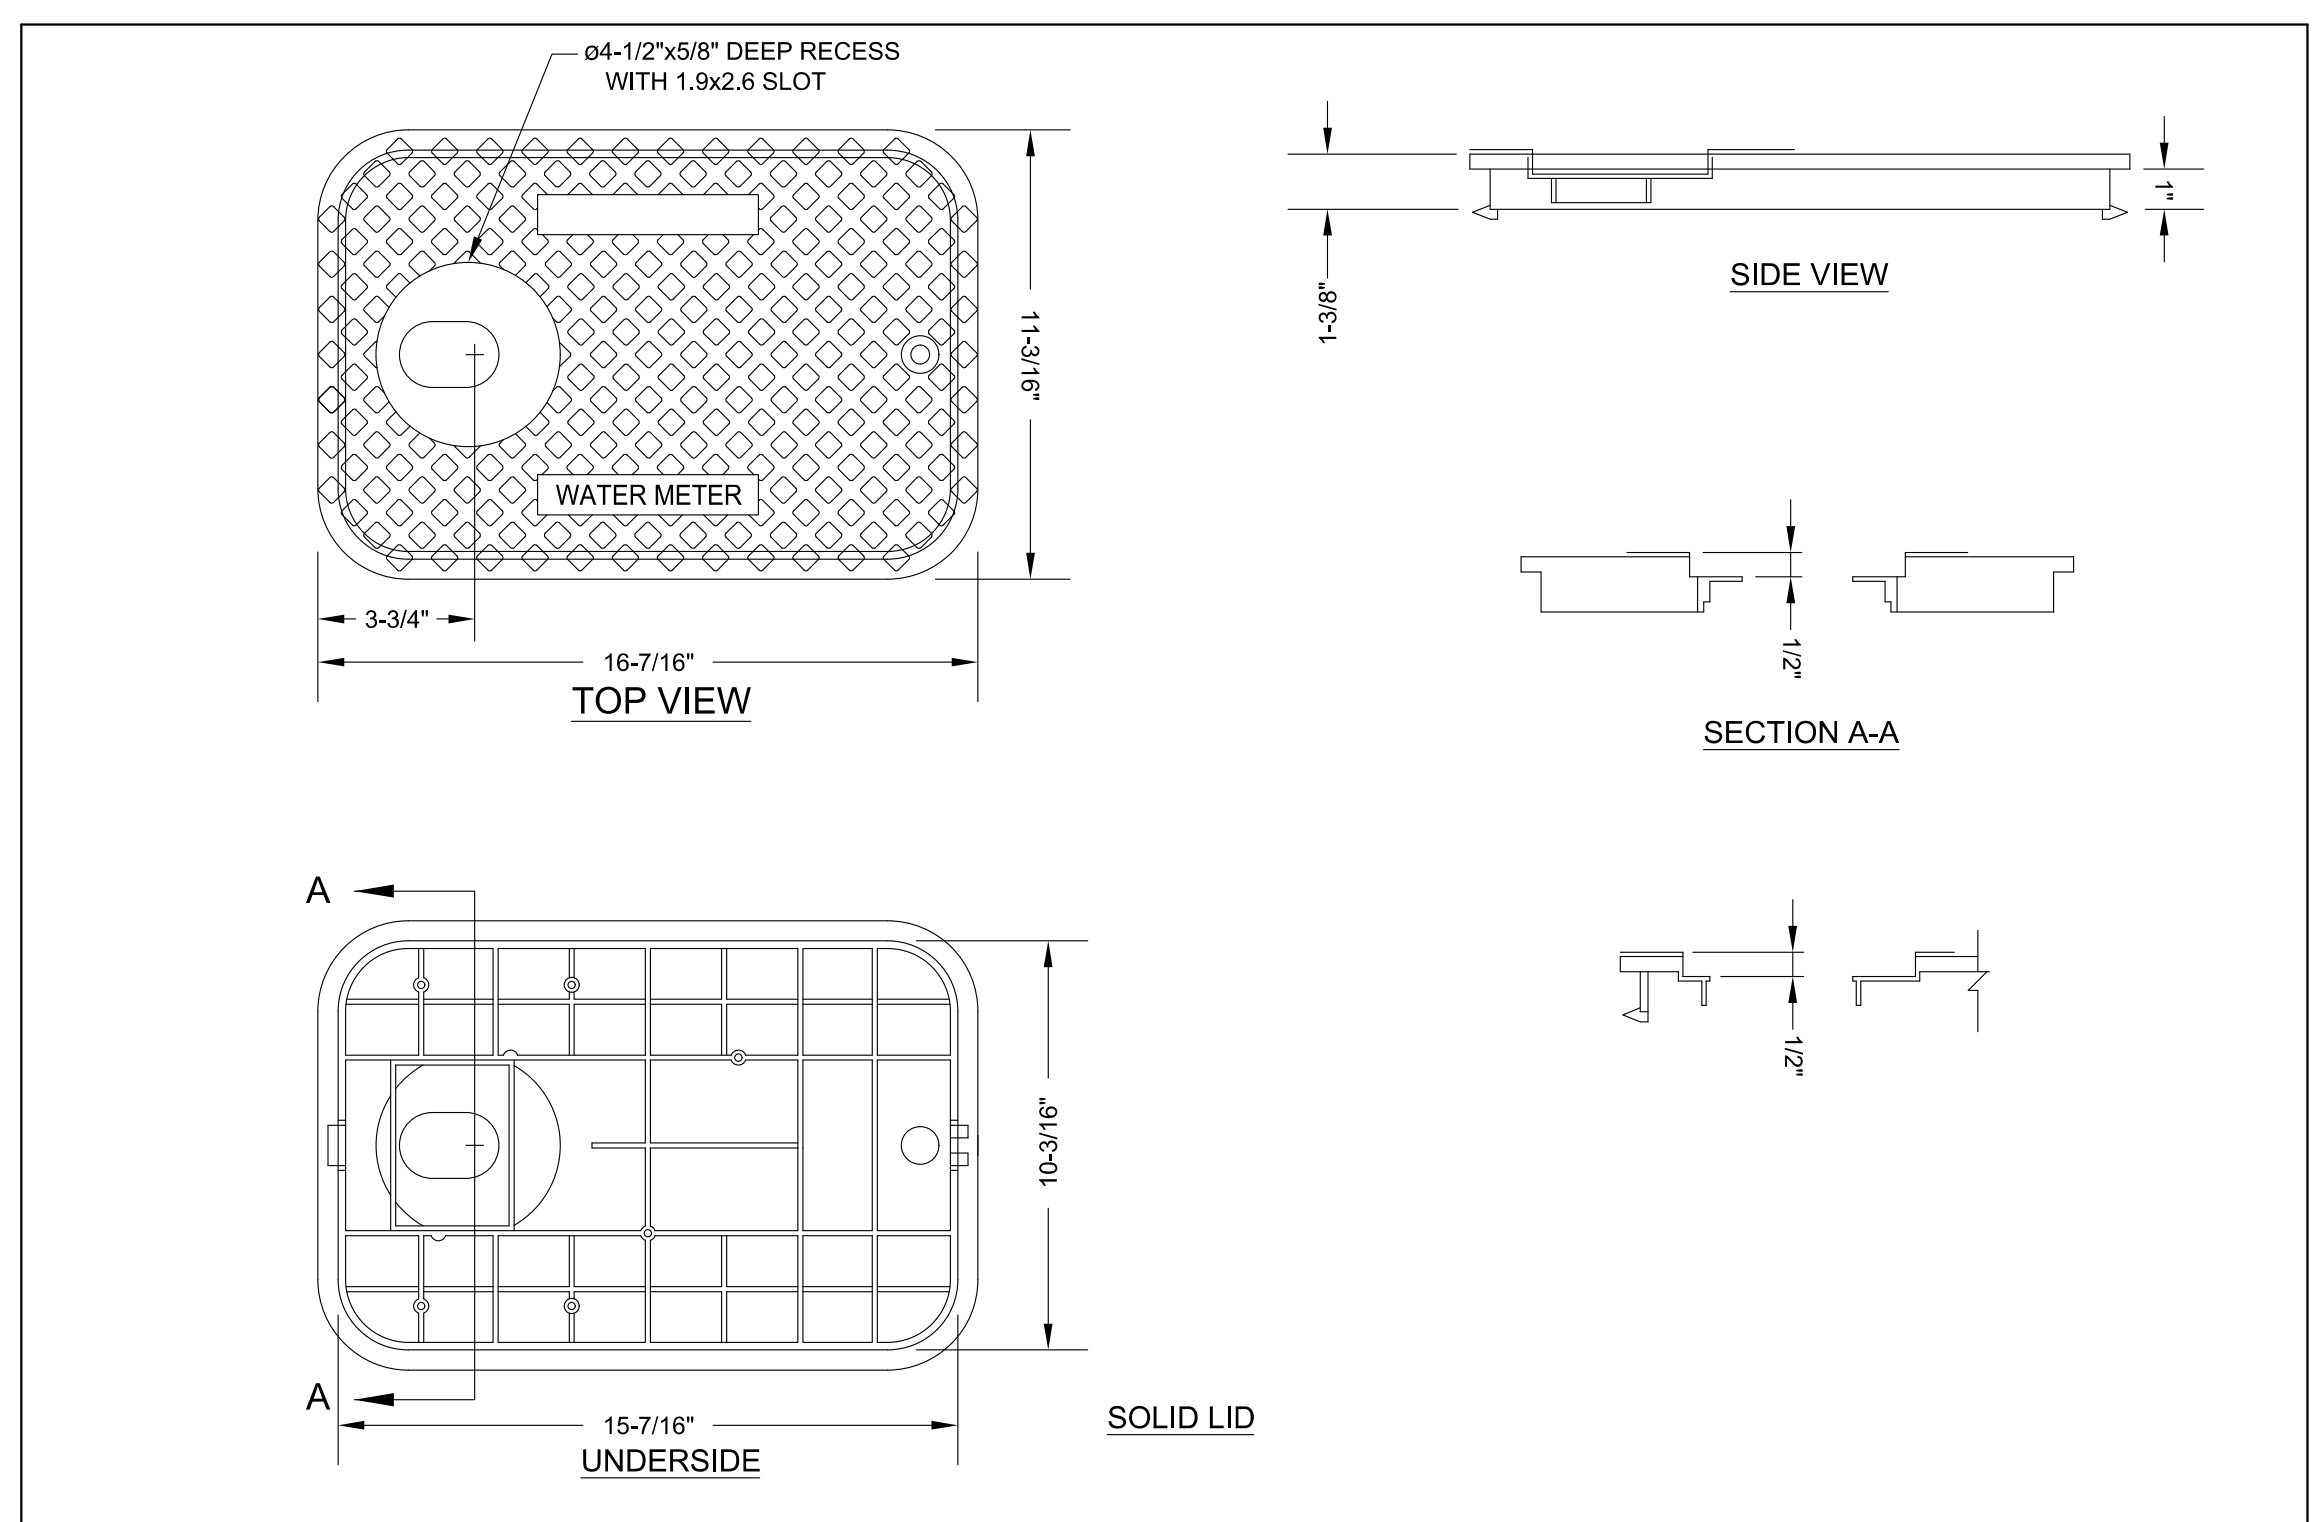 ø4-1/2"x5/8" DEEP RECESS
WITH 1.9x2.6 SLOT
11-3/16"
WATER METER
3-3/4"
16-7/16"
TOP VIEW
1-3/8"
1"
SIDE VIEW
1/2"
SECTION A-A
A
10-3/16"
A
15-7/16"
UNDERSIDE
1/2"
SOLID LID